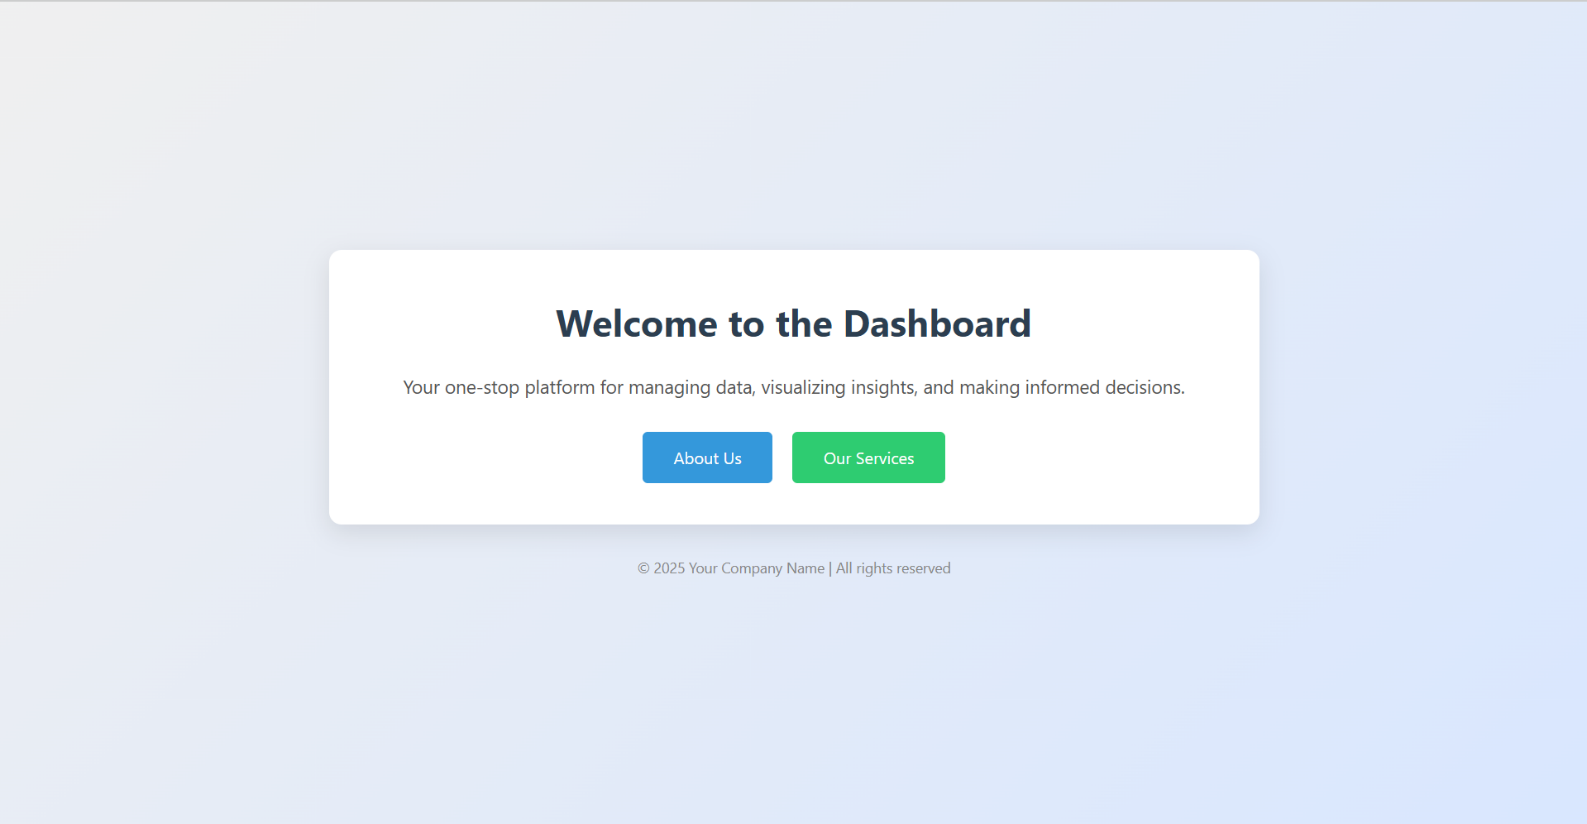 Welcome to the Dashboard
Your one-stop platform for managing data, visualizing insights, and making informed decisions.
About Us
Our Services
© 2025 Your Company Name | All rights reserved